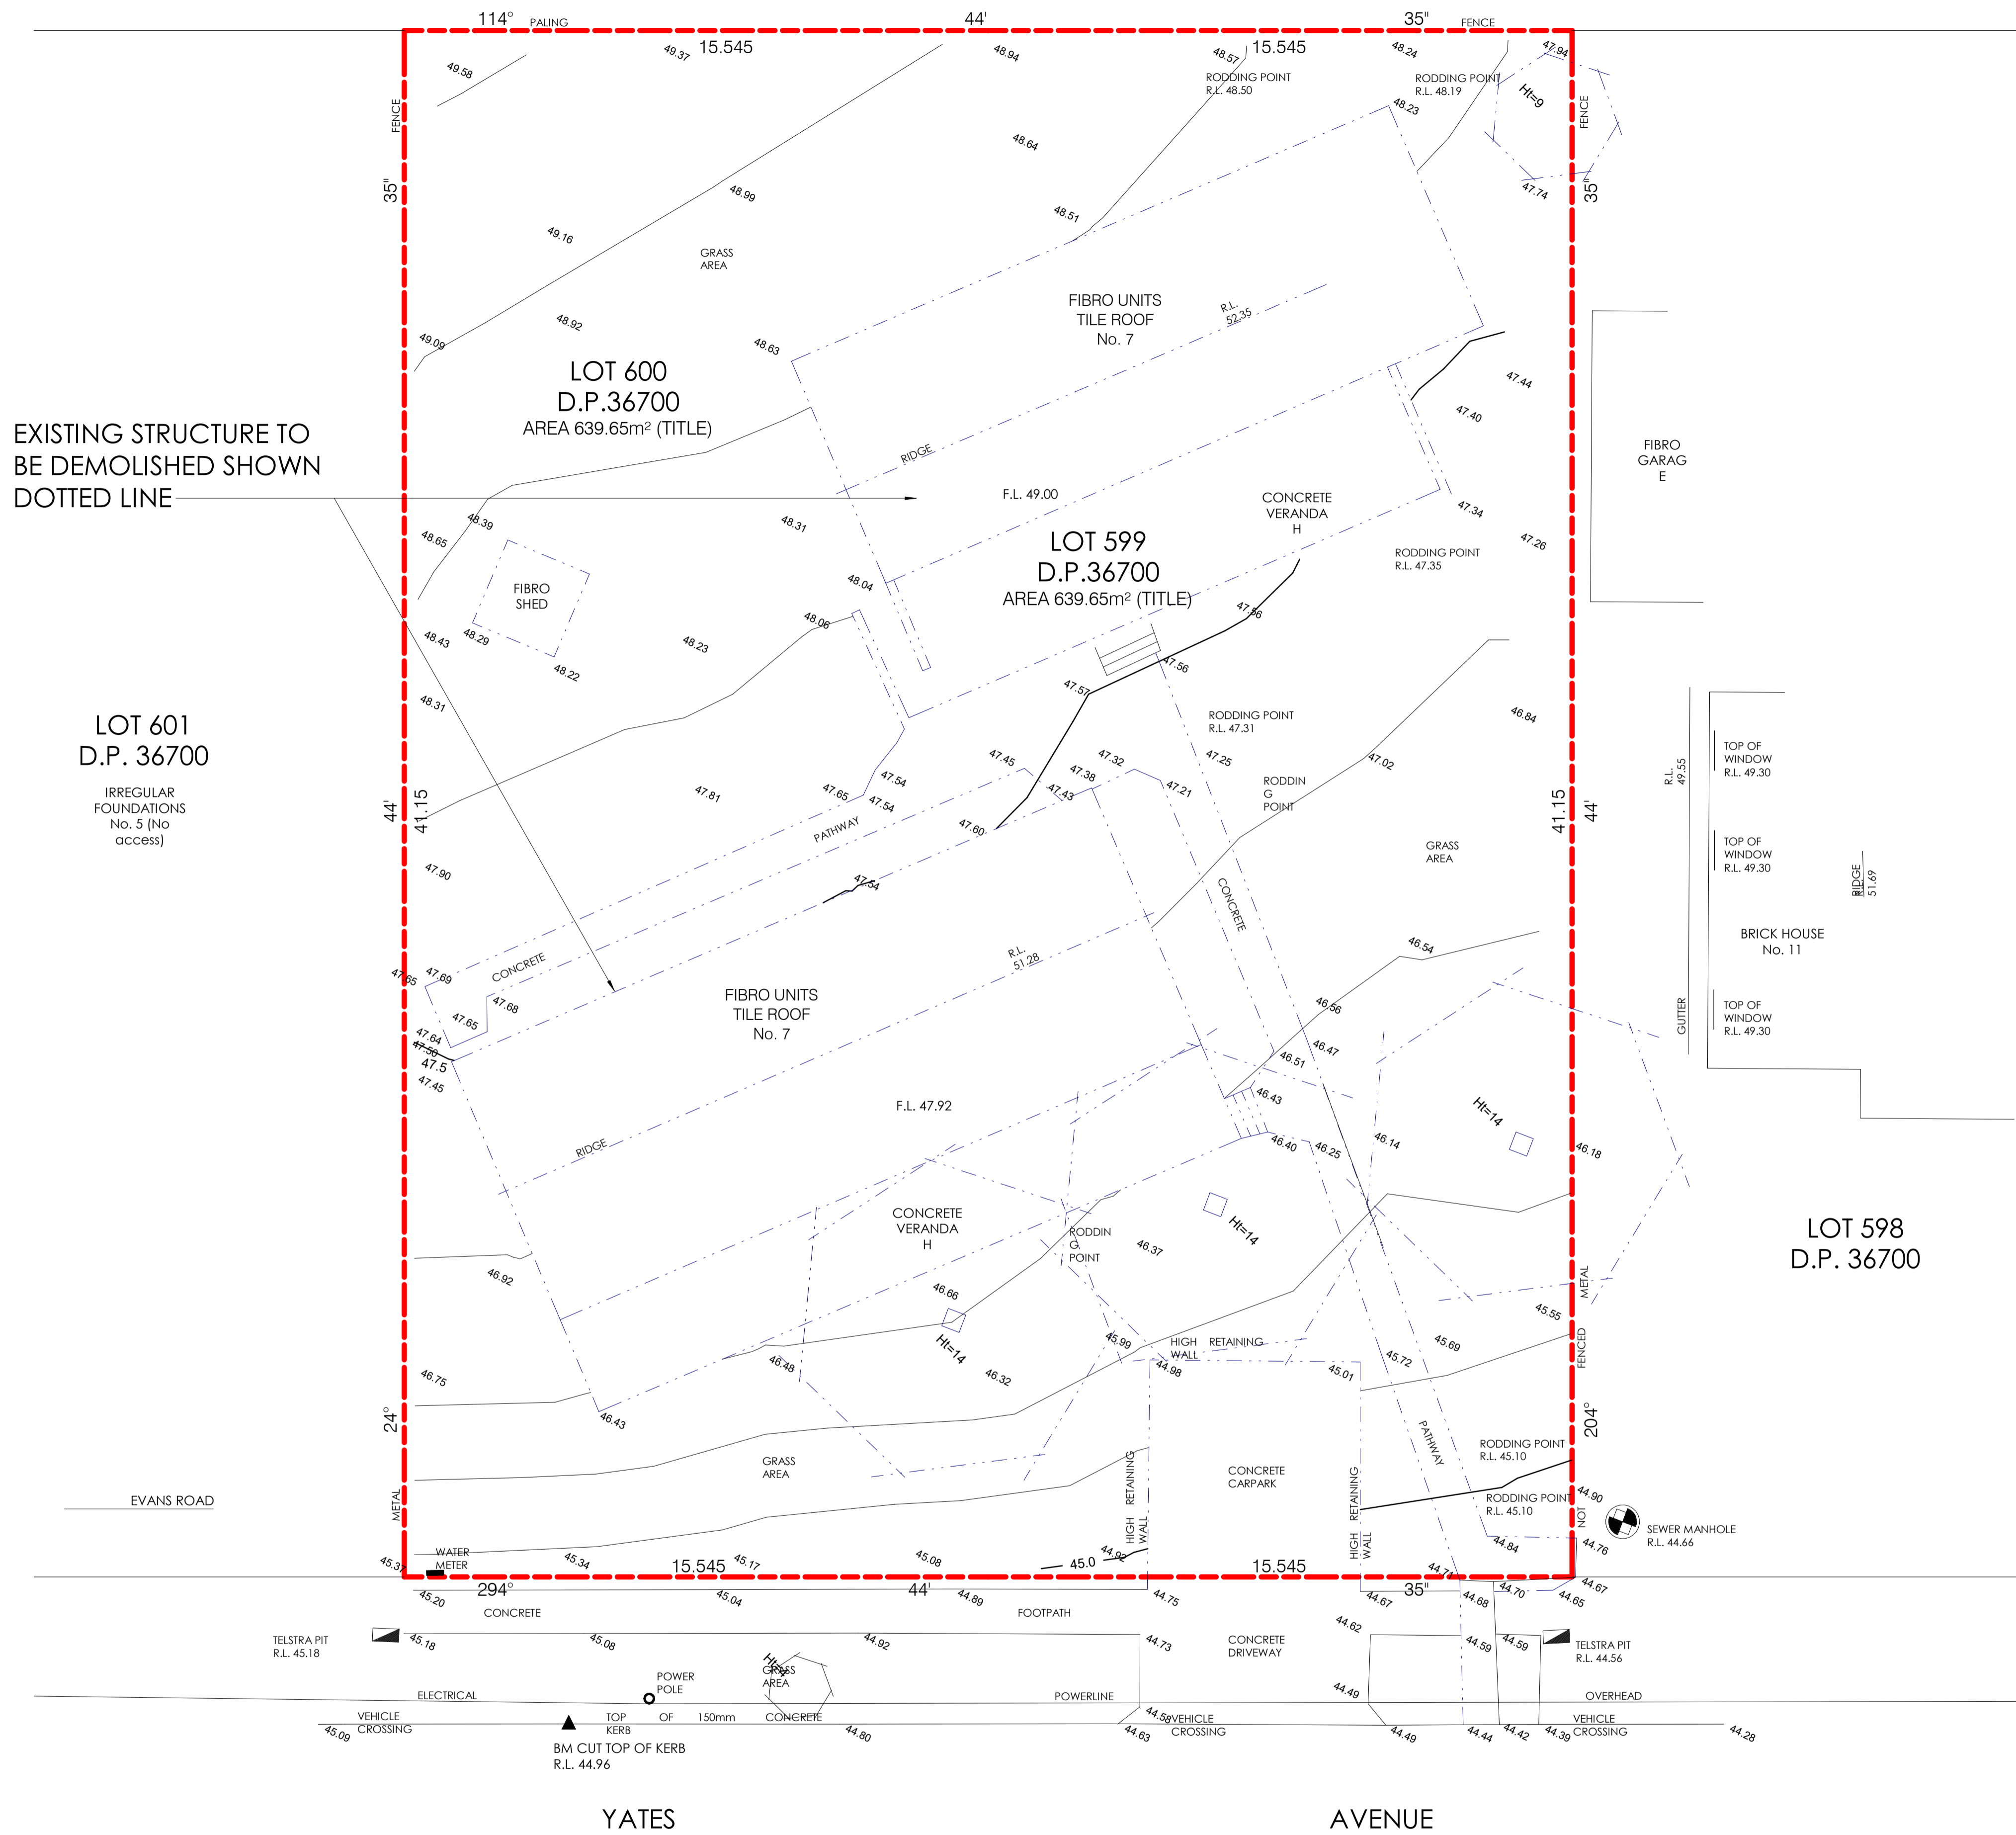 114° PALING 44' 35" FENCE
15.545 15.545
49.58 49.37 48.94 48.57 48.24 47.94
RODDING POINT
R.L. 48.50
RODDING POINT
R.L. 48.19
Ht=9
FENCE
FENCE
48.23
48.64
35"
35"
48.99
47.74
48.51
49.16
GRASS
AREA
FIBRO UNITS
TILE ROOF
No. 7
R.L.
52.35
48.92
49.09
48.63
LOT 600
D.P.36700
AREA 639.65m² (TITLE)
47.44
47.40
EXISTING STRUCTURE TO
BE DEMOLISHED SHOWN
DOTTED LINE
RIDGE
FIBRO
GARAG
E
F.L. 49.00
CONCRETE
VERANDA
H
48.39
48.65
48.31
47.34
47.26
LOT 599
D.P.36700
AREA 639.65m² (TITLE)
RODDING POINT
R.L. 47.35
FIBRO
SHED
48.04
48.06
47.56
48.43
48.29
48.23
48.22
47.56
47.57
48.31
LOT 601
D.P. 36700
IRREGULAR
FOUNDATIONS
No. 5 (No
access)
RODDING POINT
R.L. 47.31
46.84
47.45
47.32
47.25
47.02
47.38
47.54
47.43
47.21
RODDIN
G
POINT
R.L.
49.55
TOP OF
WINDOW
R.L. 49.30
44'
41.15
47.81
47.65
47.54
PATHWAY
47.60
41.15
44'
GRASS
AREA
TOP OF
WINDOW
R.L. 49.30
47.90
47.54
CONCRETE
RIDGE
51.69
BRICK HOUSE
No. 11
46.54
47.65
47.69
CONCRETE
R.L.
51.28
47.68
47.65
FIBRO UNITS
TILE ROOF
No. 7
46.56
GUTTER
TOP OF
WINDOW
R.L. 49.30
47.64
47.50
47.5
47.45
46.47
46.51
46.43
F.L. 47.92
Ht=14
RIDGE
46.40
46.25
46.14
46.18
CONCRETE
VERANDA
H
Ht=14
RODDIN
G
POINT
46.37
LOT 598
D.P. 36700
46.92
46.66
METAL
45.55
Ht=14
45.99
HIGH RETAINING
WALL
45.69
FENCED
46.48
46.32
44.98
45.01
45.72
46.75
24°
46.43
204°
PATHWAY
GRASS
AREA
HIGH RETAINING
WALL
CONCRETE
CARPARK
HIGH RETAINING
WALL
RODDING POINT
R.L. 45.10
EVANS ROAD
METAL
RODDING POINT
R.L. 45.10
44.90
NOT
SEWER MANHOLE
R.L. 44.66
WATER
METER
45.37
45.34
45.17
45.08
45.0
44.92
44.84
44.76
15.545
15.545
44.71
294° 44' 35"
45.20
45.04
44.89
44.75
44.67
44.68
44.70
44.65
44.67
CONCRETE FOOTPATH
TELSTRA PIT
R.L. 45.18
45.18
45.08
44.92
44.73
CONCRETE
DRIVEWAY
44.62
44.59
44.59
TELSTRA PIT
R.L. 44.56
POWER
POLE
GRASS
AREA
ELECTRICAL POWERLINE OVERHEAD
44.49
44.58
VEHICLE
CROSSING
TOP OF 150mm CONCRETE
KERB
VEHICLE
CROSSING
VEHICLE
CROSSING
45.09
44.80
44.63
44.49
44.44
44.42
44.39
44.28
BM CUT TOP OF KERB
R.L. 44.96
YATES AVENUE